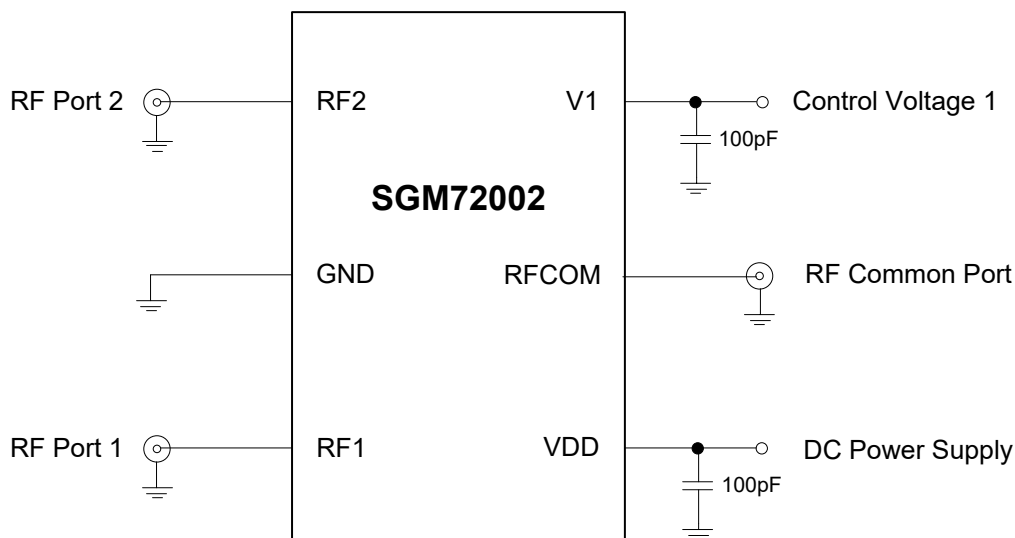 RF Port 2
RF2
V1
Control Voltage 1
100pF
SGM72002
GND
RFCOM
RF Common Port
RF Port 1
RF1
VDD
DC Power Supply
100pF